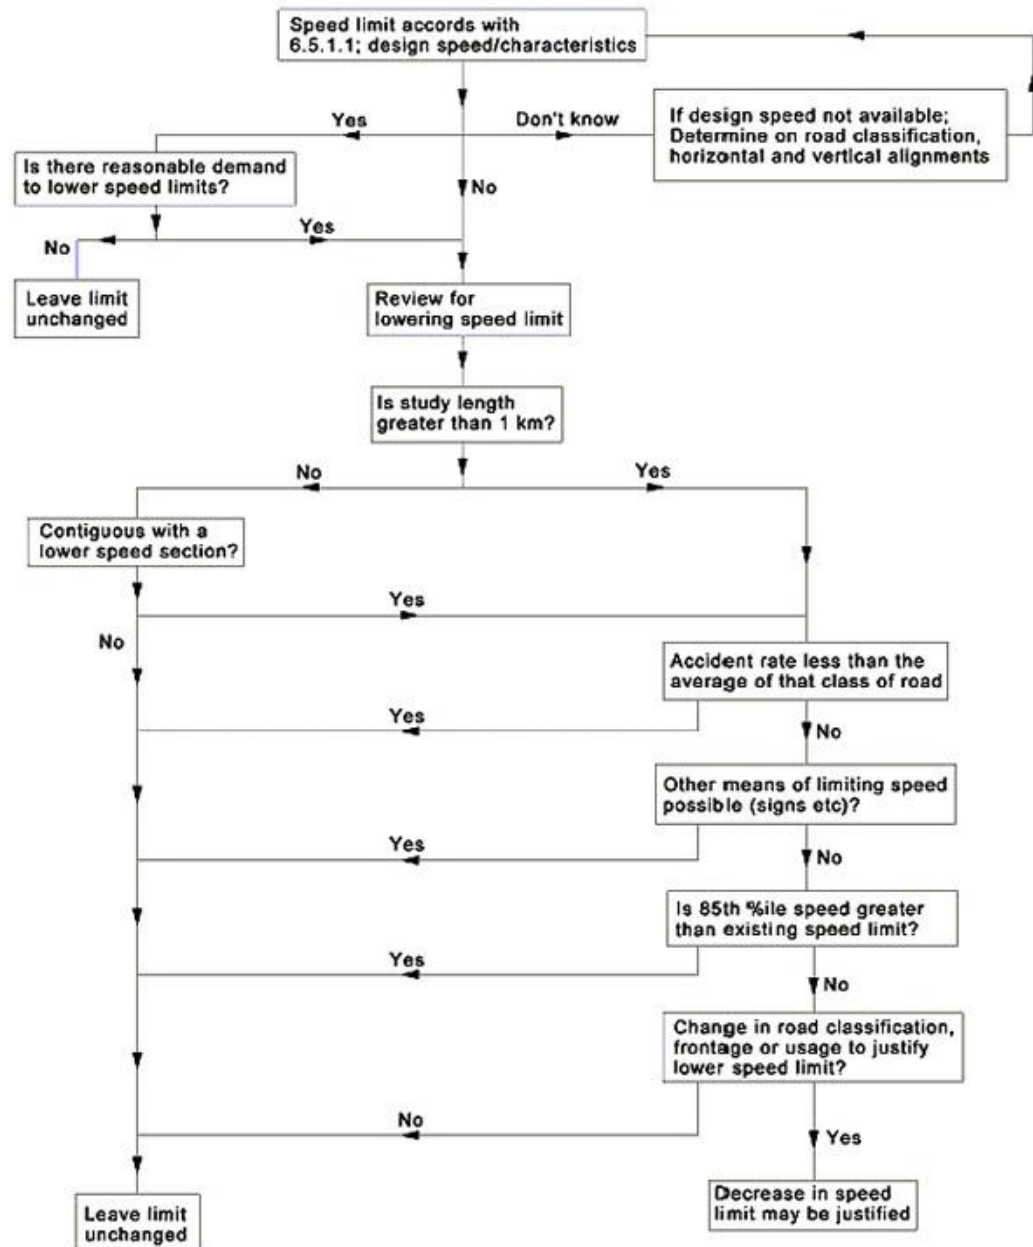 Speed limit accords with
6.5.1.1; design speed/characteristics
Yes
Don't know
If design speed not available;
Determine on road classification,
horizontal and vertical alignments
Is there reasonable demand
to lower speed limits?
No
Yes
No
Leave limit
unchanged
Review for
lowering speed limit
Is study length
greater than 1 km?
No
Yes
Contiguous with a
lower speed section?
Yes
No
Accident rate less than the
average of that class of road
Yes
No
Other means of limiting speed
possible (signs etc)?
Yes
No
Is 85th %ile speed greater
than existing speed limit?
Yes
No
Change in road classification,
frontage or usage to justify
lower speed limit?
No
Yes
Leave limit
unchanged
Decrease in speed
limit may be justified